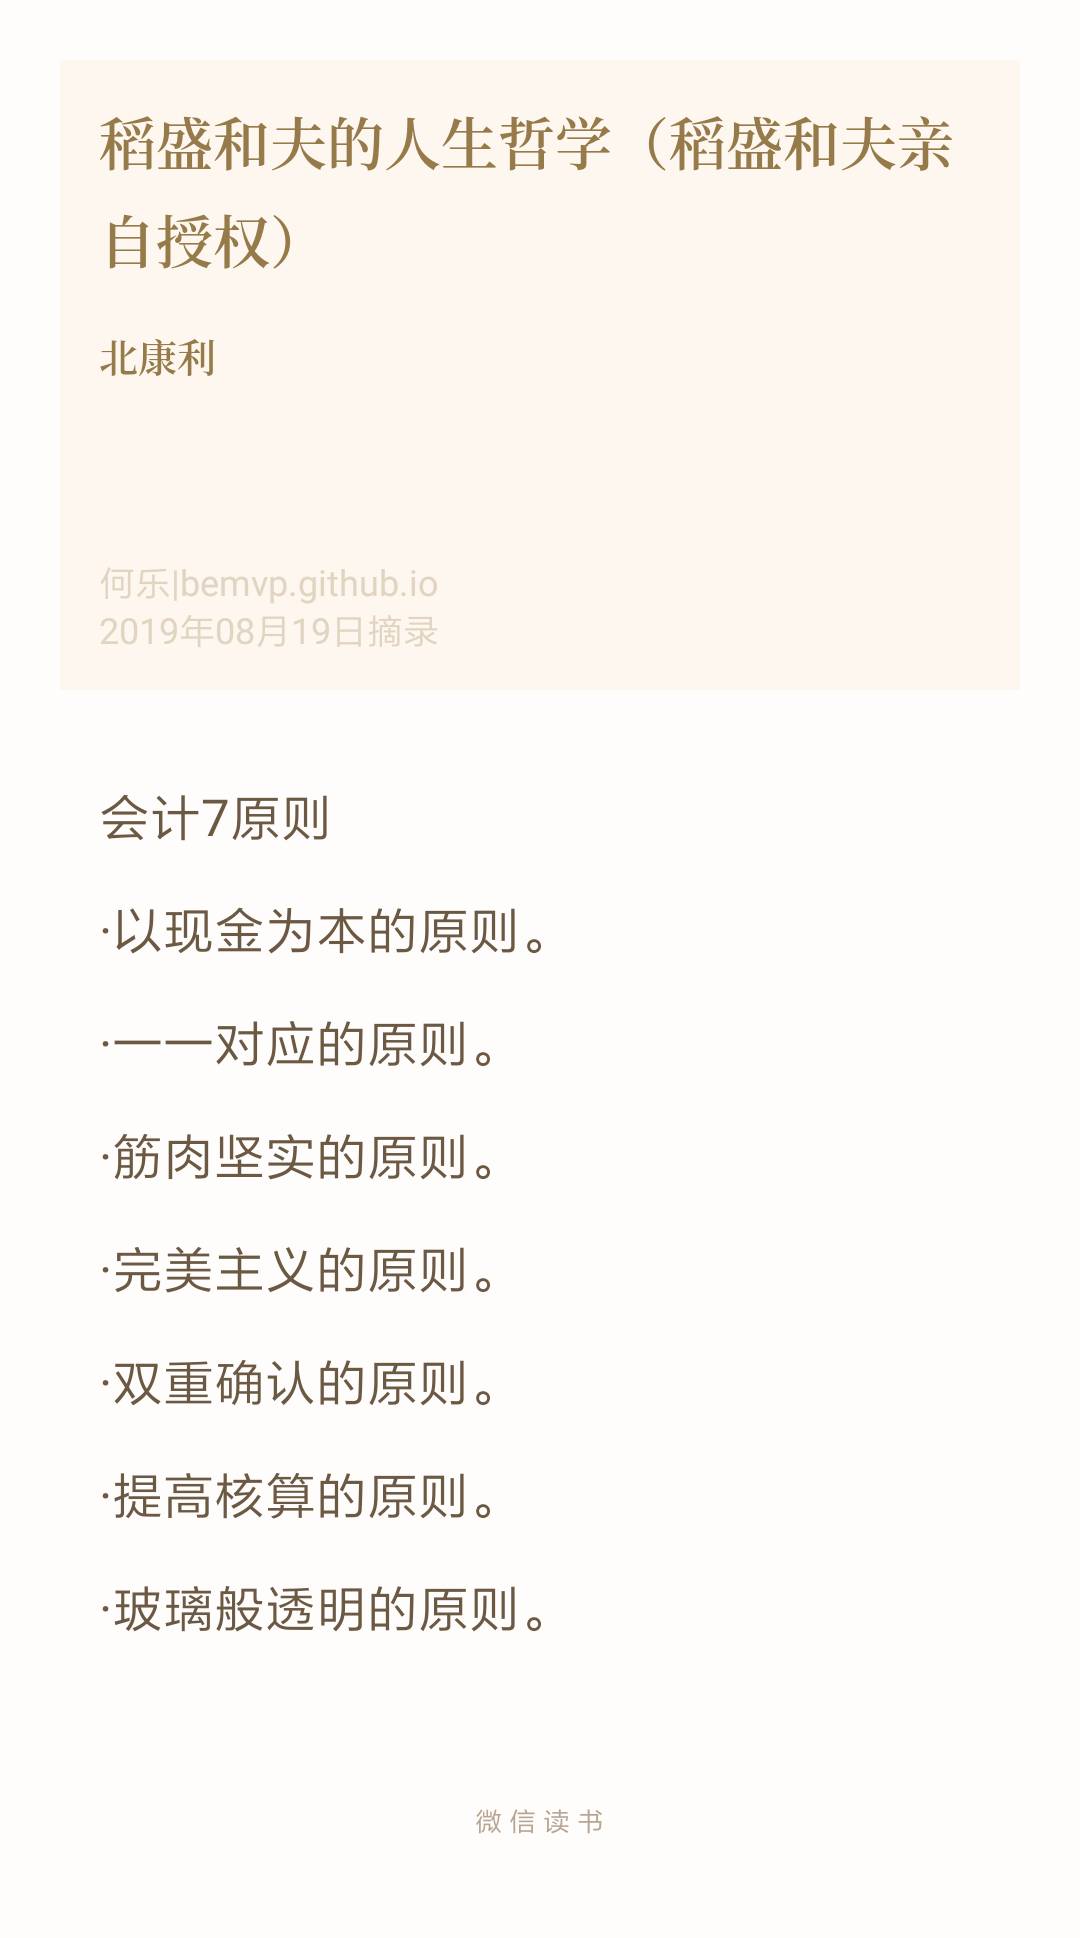 稻盛和夫的人生哲学（稻盛和夫亲
自授权）
北康利
何乐|bemvp.github.io
2019年08月19日摘录
会计7原则
·以现金为本的原则。
·一一对应的原则。
·筋肉坚实的原则。
·完美主义的原则。
·双重确认的原则。
·提高核算的原则。
·玻璃般透明的原则。
微信读书